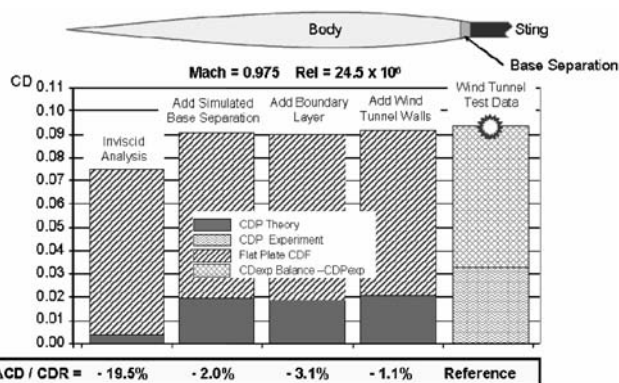 Body
Sting
Base Separation
Mach = 0.975 Rel = 24.5 x 10⁶
CD
0.11
0.10
0.09
0.08
0.07
0.06
0.05
0.04
0.03
0.02
0.01
0.00
Inviscid
Analysis
Add Simulated
Base Separation
Add Boundary
Layer
Add Wind
Tunnel Walls
Wind Tunnel
Test Data
CDP Theory
CDP Experiment
Flat Plate CDF
CDexp Balance –CDPexp
ACD / CDR = - 19.5% - 2.0% - 3.1% - 1.1% Reference